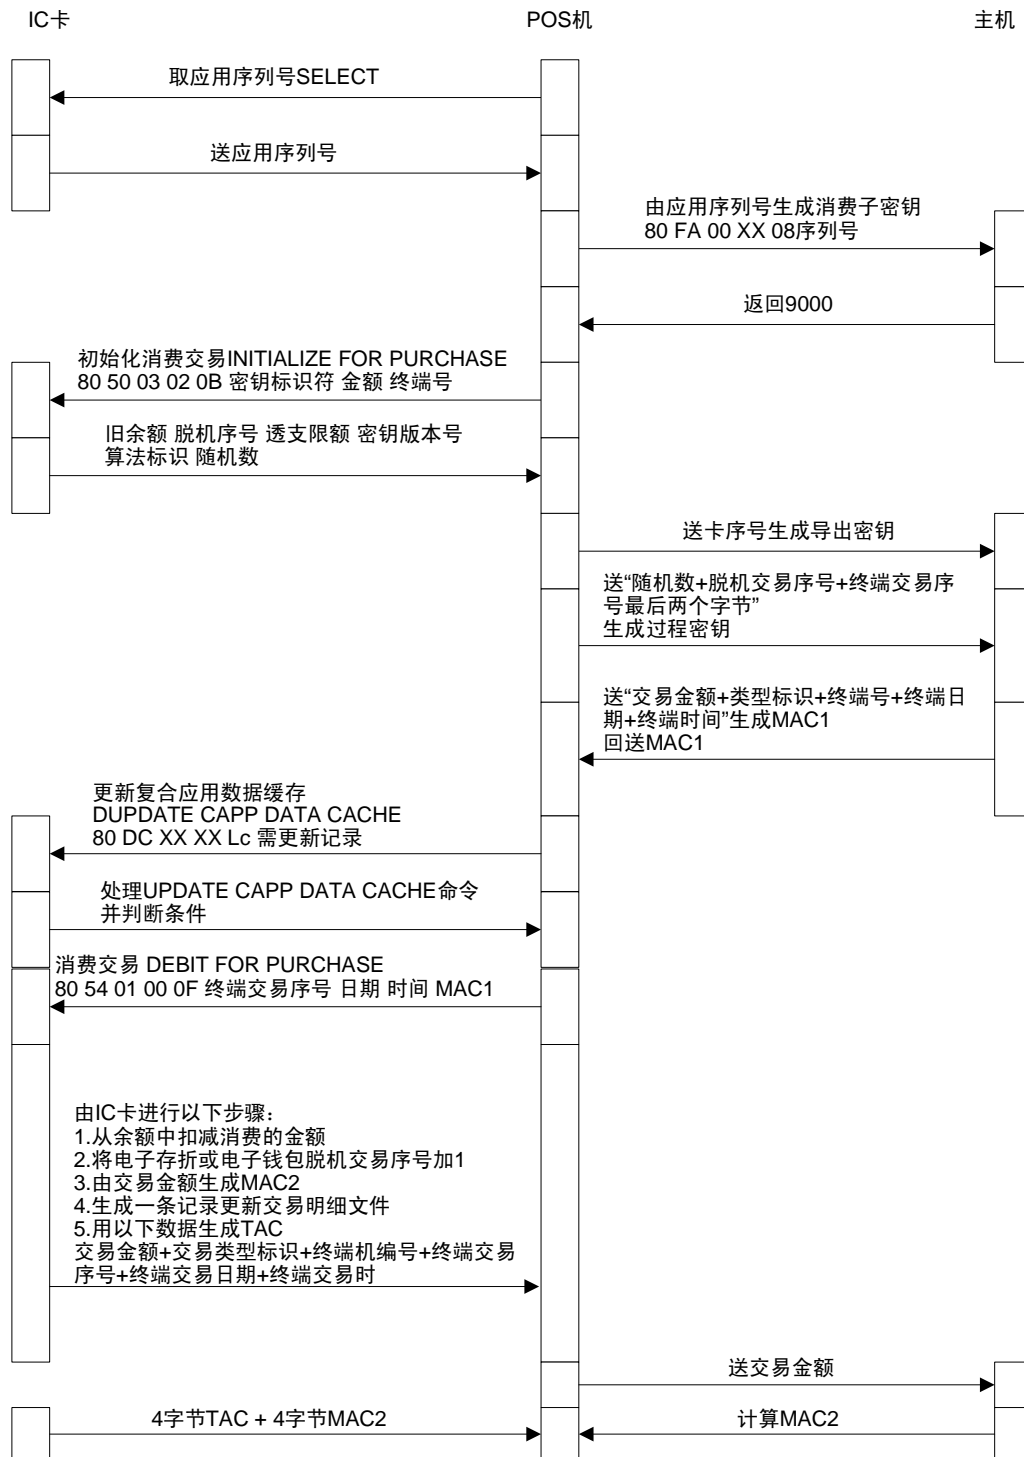 IC卡
POS机
主机
取应用序列号SELECT
送应用序列号
由应用序列号生成消费子密钥
80 FA 00 XX 08序列号
返回9000
初始化消费交易INITIALIZE FOR PURCHASE
80 50 03 02 0B 密钥标识符 金额 终端号
旧余额 脱机序号 透支限额 密钥版本号
算法标识 随机数
送卡序号生成导出密钥
送“随机数+脱机交易序号+终端交易序
号最后两个字节”
生成过程密钥
送“交易金额+类型标识+终端号+终端日
期+终端时间”生成MAC1
回送MAC1
更新复合应用数据缓存
DUPDATE CAPP DATA CACHE
80 DC XX XX Lc 需更新记录
处理UPDATE CAPP DATA CACHE命令
并判断条件
消费交易 DEBIT FOR PURCHASE
80 54 01 00 0F 终端交易序号 日期 时间 MAC1
由IC卡进行以下步骤：
1.从余额中扣减消费的金额
2.将电子存折或电子钱包脱机交易序号加1
3.由交易金额生成MAC2
4.生成一条记录更新交易明细文件
5.用以下数据生成TAC
交易金额+交易类型标识+终端机编号+终端交易
序号+终端交易日期+终端交易时
送交易金额
4字节TAC + 4字节MAC2
计算MAC2